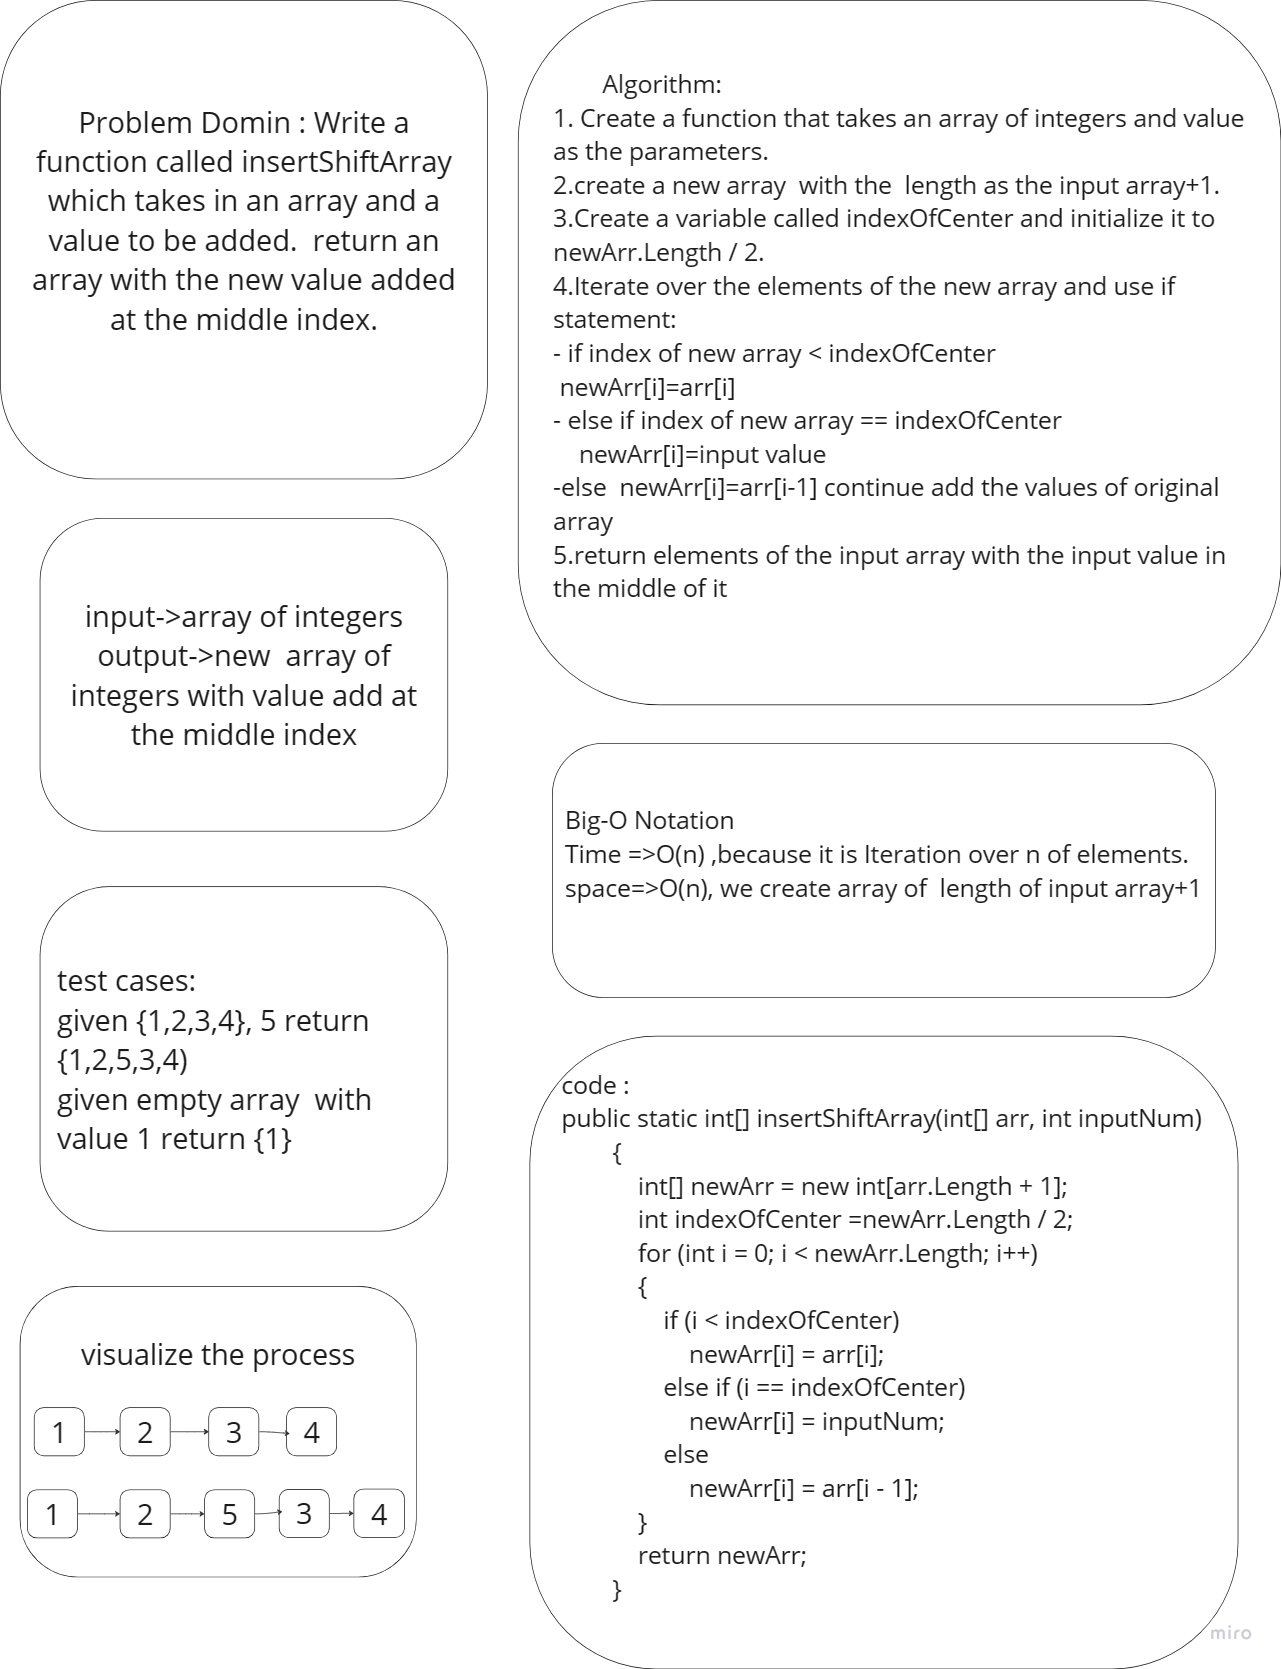 Problem Domin : Write a
function called insertShiftArray
which takes in an array and a
value to be added.  return an
array with the new value added
at the middle index.
input->array of integers
output->new  array of
integers with value add at
the middle index
test cases:
given {1,2,3,4}, 5 return
{1,2,5,3,4)
given empty array  with
value 1 return {1}
visualize the process
1 2 3 4
1 2 5 3 4
Algorithm:
1. Create a function that takes an array of integers and value
as the parameters.
2.create a new array  with the  length as the input array+1.
3.Create a variable called indexOfCenter and initialize it to
newArr.Length / 2.
4.Iterate over the elements of the new array and use if
statement:
- if index of new array < indexOfCenter
newArr[i]=arr[i]
- else if index of new array == indexOfCenter
newArr[i]=input value
-else  newArr[i]=arr[i-1] continue add the values of original
array
5.return elements of the input array with the input value in
the middle of it
Big-O Notation
Time =>O(n) ,because it is Iteration over n of elements.
space=>O(n), we create array of  length of input array+1
code :
public static int[] insertShiftArray(int[] arr, int inputNum)
{
int[] newArr = new int[arr.Length + 1];
int indexOfCenter =newArr.Length / 2;
for (int i = 0; i < newArr.Length; i++)
{
if (i < indexOfCenter)
newArr[i] = arr[i];
else if (i == indexOfCenter)
newArr[i] = inputNum;
else
newArr[i] = arr[i - 1];
}
return newArr;
}
miro